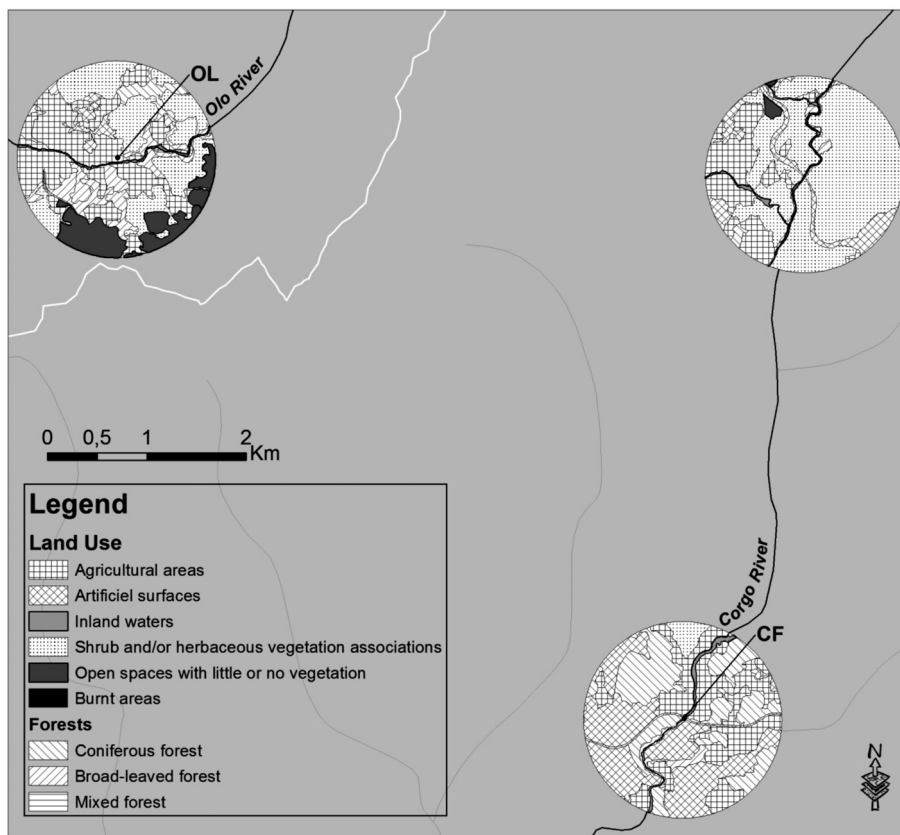 OL
Olo River
0 0,5 1 2
Km
Corgo River
CF
Legend
Land Use
Agricultural areas
Artificiel surfaces
Inland waters
Shrub and/or herbaceous vegetation associations
Open spaces with little or no vegetation
Burnt areas
Forests
Coniferous forest
Broad-leaved forest
Mixed forest
N